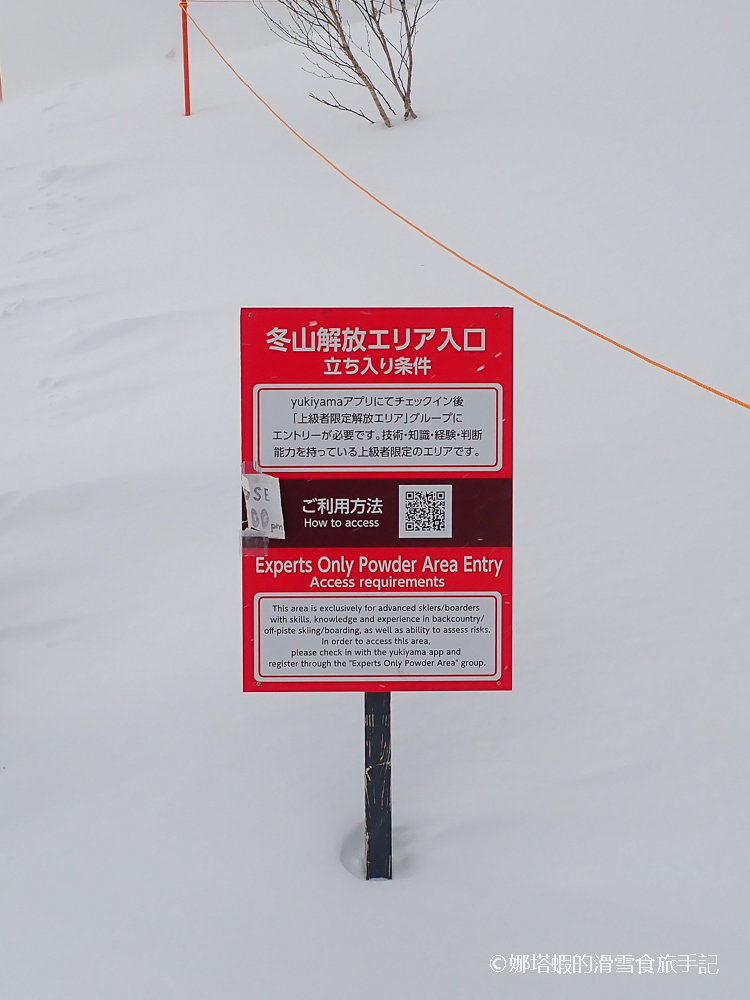 冬山解放エリア入口
立ち入り条件
yukiyamaアプリにてチェックイン後
「上級者限定解放エリア」グループに
エントリーが必要です。技術・知識・経験・判断
能力を持っている上級者限定のエリアです。
OSE
00pm
ご利用方法
How to access
Experts Only Powder Area Entry
Access requirements
This area is exclusively for advanced skiers/boarders
with skills, knowledge and experience in backcountry/
off-piste skiing/boarding, as well as ability to assess risks.
In order to access this area,
please check in with the yukiyama app and
register through the "Experts Only Powder Area" group.
©娜塔蝦的滑雪食旅手記